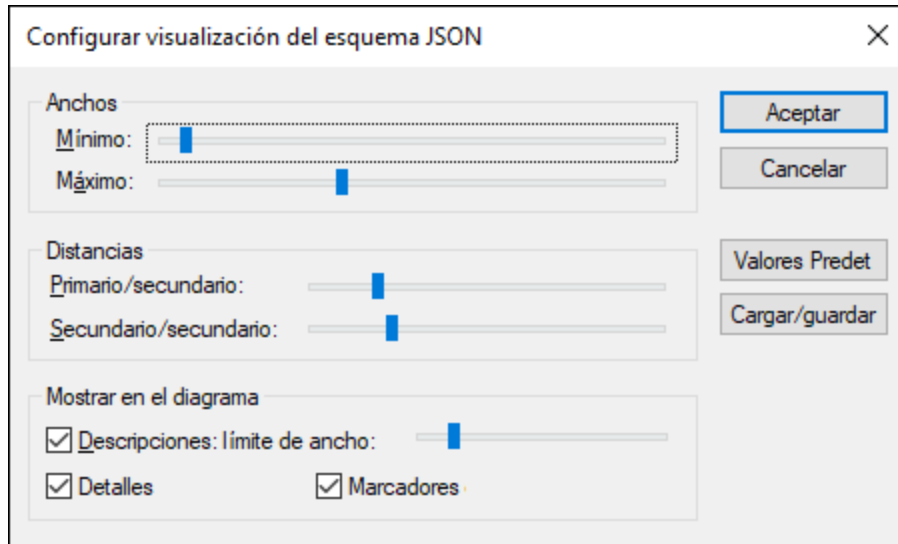 Configurar visualización del esquema JSON
Anchos
Mínimo:
Máximo:
Distancias
Primario/secundario:
Secundario/secundario:
Mostrar en el diagrama
Descripciones: límite de ancho:
Detalles Marcadores
Aceptar
Cancelar
Valores Predet
Cargar/guardar